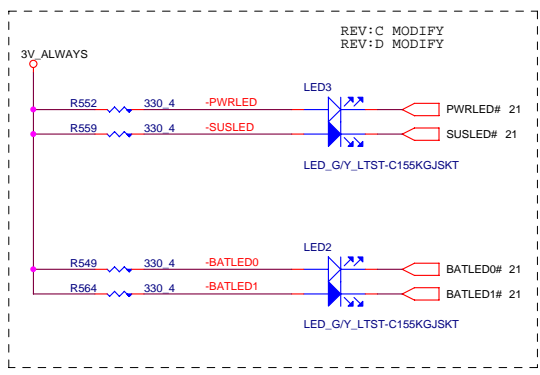 REV:C MODIFY
REV:D MODIFY
3V_ALWAYS
LED3
R552 330_4 -PWRLED PWRLED# 21
R559 330_4 -SUSLED SUSLED# 21
LED_G/Y_LTST-C155KGJSKT
LED2
R549 330_4 -BATLED0 BATLED0# 21
R564 330_4 -BATLED1 BATLED1# 21
LED_G/Y_LTST-C155KGJSKT